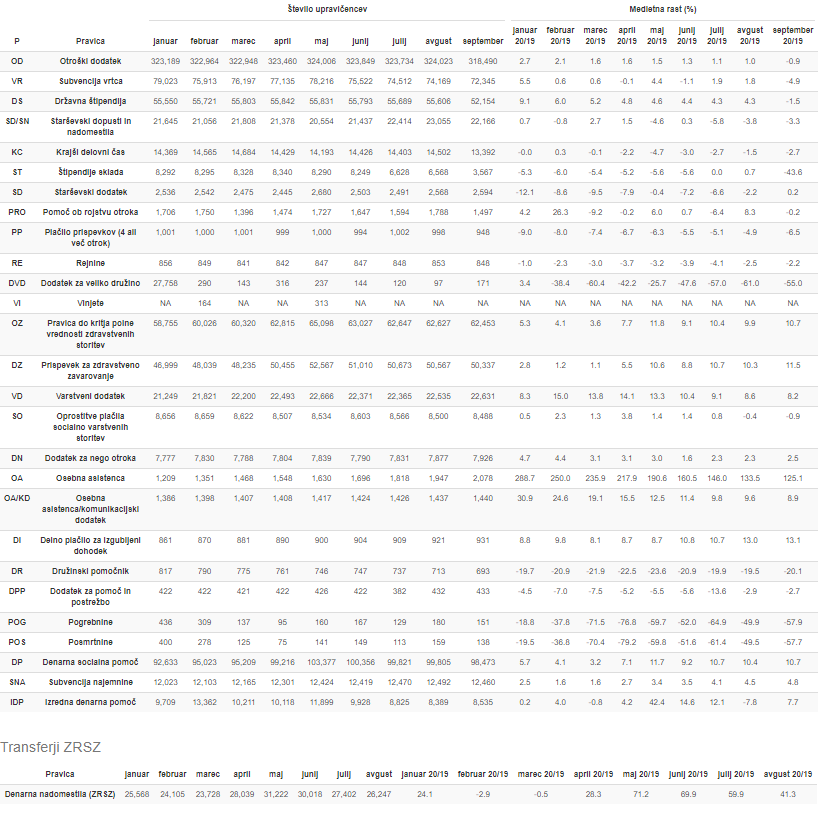 Število upravičencev Medletna rast (%)
P Pravica januar februar marec april maj junij julij avgust september januar 20/19 februar 20/19 marec 20/19 april 20/19 maj 20/19 junij 20/19 julij 20/19 avgust 20/19 september 20/19
OD Otroški dodatek 323,189 322,964 322,948 323,460 324,006 323,849 323,734 324,023 318,490 2.7 2.1 1.6 1.6 1.5 1.3 1.1 1.0 -0.9
VR Subvencija vrtca 79,023 75,913 76,197 77,135 78,216 75,522 74,512 74,169 72,345 5.5 0.6 0.6 -0.1 4.4 -1.1 1.9 1.8 -4.9
DS Državna štipendija 55,550 55,721 55,803 55,842 55,831 55,793 55,689 55,606 52,154 9.1 6.0 5.2 4.8 4.6 4.4 4.3 4.3 -1.5
SD/SN Starševski dopusti in nadomestila 21,645 21,056 21,808 21,378 20,554 21,437 22,414 23,055 22,166 0.7 -0.8 2.7 1.5 -4.6 0.3 -5.8 -3.8 -3.3
KC Krajši delovni čas 14,369 14,565 14,684 14,429 14,193 14,426 14,403 14,502 13,392 -0.0 0.3 -0.1 -2.2 -4.7 -3.0 -2.7 -1.5 -2.7
ST Štipendije sklada 8,292 8,295 8,328 8,340 8,290 8,249 6,628 6,568 3,567 -5.3 -6.0 -5.4 -5.2 -5.6 -5.6 0.0 0.7 -43.6
SD Starševski dodatek 2,536 2,542 2,475 2,445 2,680 2,503 2,491 2,568 2,594 -12.1 -8.6 -9.5 -7.9 -0.4 -7.2 -6.6 -2.2 0.2
PRO Pomoč ob rojstvu otroka 1,706 1,750 1,396 1,474 1,727 1,647 1,594 1,788 1,497 4.2 26.3 -9.2 -0.2 6.0 0.7 -6.4 8.3 -0.2
PP Plačilo prispevkov (4 ali več otrok) 1,001 1,000 1,001 999 1,000 994 1,002 998 948 -9.0 -8.0 -7.4 -6.7 -6.3 -5.5 -5.1 -4.9 -6.5
RE Rejnine 856 849 841 842 847 847 848 853 848 -1.0 -2.3 -3.0 -3.7 -3.2 -3.9 -4.1 -2.5 -2.2
DVD Dodatek za veliko družino 27,758 290 143 316 237 144 120 97 171 3.4 -38.4 -60.4 -42.2 -25.7 -47.6 -57.0 -61.0 -55.0
VI Vinjete NA 164 NA NA 313 NA NA NA NA NA NA NA NA NA NA NA NA NA
OZ Pravica do kritja polne vrednosti zdravstvenih storitev 58,755 60,026 60,320 62,815 65,098 63,027 62,647 62,627 62,453 5.3 4.1 3.6 7.7 11.8 9.1 10.4 9.9 10.7
DZ Prispevek za zdravstveno zavarovanje 46,999 48,039 48,235 50,455 52,567 51,010 50,673 50,567 50,337 2.8 1.2 1.1 5.5 10.6 8.8 10.7 10.3 11.5
VD Varstveni dodatek 21,249 21,821 22,200 22,493 22,666 22,371 22,365 22,535 22,631 8.3 15.0 13.8 14.1 13.3 10.4 9.1 8.6 8.2
SO Oprostitve plačila socialno varstvenih storitev 8,656 8,659 8,622 8,507 8,534 8,603 8,566 8,500 8,488 0.5 2.3 1.3 3.8 1.4 1.4 0.8 -0.4 -0.9
DN Dodatek za nego otroka 7,777 7,830 7,788 7,804 7,839 7,790 7,831 7,877 7,926 4.7 4.4 3.1 3.1 3.0 1.6 2.3 2.3 2.5
OA Osebna asistenca 1,209 1,351 1,468 1,548 1,630 1,696 1,818 1,947 2,078 288.7 250.0 235.9 217.9 190.6 160.5 146.0 133.5 125.1
OA/KD Osebna asistenca/komunikacijski dodatek 1,386 1,398 1,407 1,408 1,417 1,424 1,426 1,437 1,440 30.9 24.6 19.1 15.5 12.5 11.4 9.8 9.6 8.9
DI Delno plačilo za izgubljeni dohodek 861 870 881 890 900 904 909 921 931 8.8 9.8 8.1 8.7 8.7 10.8 10.7 13.0 13.1
DR Družinski pomočnik 817 790 775 761 746 747 737 713 693 -19.7 -20.9 -21.9 -22.5 -23.6 -20.9 -19.9 -19.5 -20.1
DPP Dodatek za pomoč in postrežbo 422 422 421 422 426 422 382 432 433 -4.5 -7.0 -7.5 -5.2 -5.5 -5.6 -13.6 -2.9 -2.7
POG Pogrebnine 436 309 137 95 160 167 129 180 151 -18.8 -37.8 -71.5 -76.8 -59.7 -52.0 -64.9 -49.9 -57.9
POS Posmrtnine 400 278 125 75 141 149 113 159 138 -19.5 -36.8 -70.4 -79.2 -59.8 -51.6 -61.4 -49.5 -57.7
DP Denarna socialna pomoč 92,633 95,023 95,209 99,216 103,377 100,356 99,821 99,805 98,473 5.7 4.1 3.2 7.1 11.7 9.2 10.7 10.4 10.7
SNA Subvencija najemnine 12,023 12,103 12,165 12,301 12,424 12,419 12,470 12,492 12,460 2.5 1.6 1.6 2.7 3.4 3.5 4.1 4.5 4.8
IDP Izredna denarna pomoč 9,709 13,362 10,211 10,118 11,899 9,928 8,825 8,389 8,535 0.2 4.0 -0.8 4.2 42.4 14.6 12.1 -7.8 7.7
Transferji ZRSZ
Pravica januar februar marec april maj junij julij avgust januar 20/19 februar 20/19 marec 20/19 april 20/19 maj 20/19 junij 20/19 julij 20/19 avgust 20/19
Denarna nadomestila (ZRSZ) 25,568 24,105 23,728 28,039 31,222 30,018 27,402 26,247 24.1 -2.9 -0.5 28.3 71.2 69.9 59.9 41.3